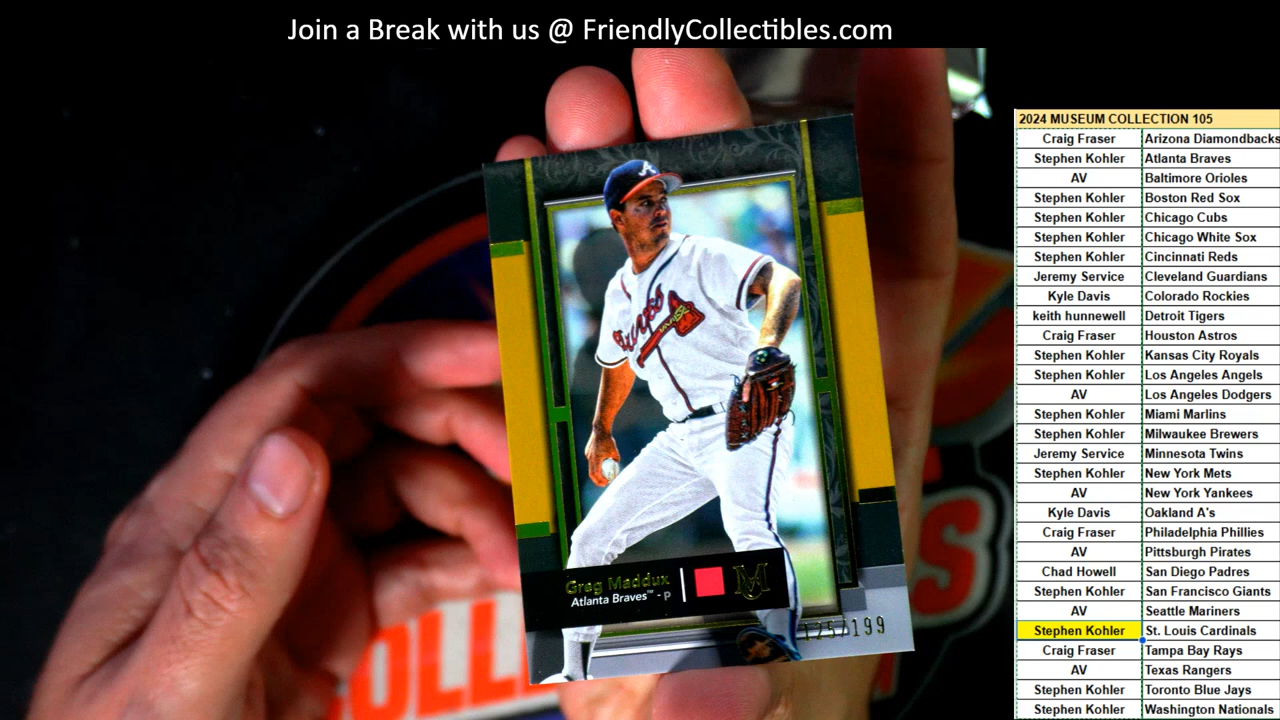 Join a Break with us @ FriendlyCollectibles.com
2024 MUSEUM COLLECTION 105
Craig Fraser Arizona Diamondbacks
Stephen Kohler Atlanta Braves
AV Baltimore Orioles
Stephen Kohler Boston Red Sox
Stephen Kohler Chicago Cubs
Stephen Kohler Chicago White Sox
Stephen Kohler Cincinnati Reds
Jeremy Service Cleveland Guardians
Kyle Davis Colorado Rockies
keith hunnewell Detroit Tigers
Craig Fraser Houston Astros
Stephen Kohler Kansas City Royals
Stephen Kohler Los Angeles Angels
AV Los Angeles Dodgers
Stephen Kohler Miami Marlins
Stephen Kohler Milwaukee Brewers
Jeremy Service Minnesota Twins
Stephen Kohler New York Mets
AV New York Yankees
Kyle Davis Oakland A's
Craig Fraser Philadelphia Phillies
AV Pittsburgh Pirates
Chad Howell San Diego Padres
Stephen Kohler San Francisco Giants
AV Seattle Mariners
Stephen Kohler St. Louis Cardinals
Craig Fraser Tampa Bay Rays
AV Texas Rangers
Stephen Kohler Toronto Blue Jays
Stephen Kohler Washington Nationals
A
Braves
Greg Maddux
Atlanta Braves™ - P
M
125/199